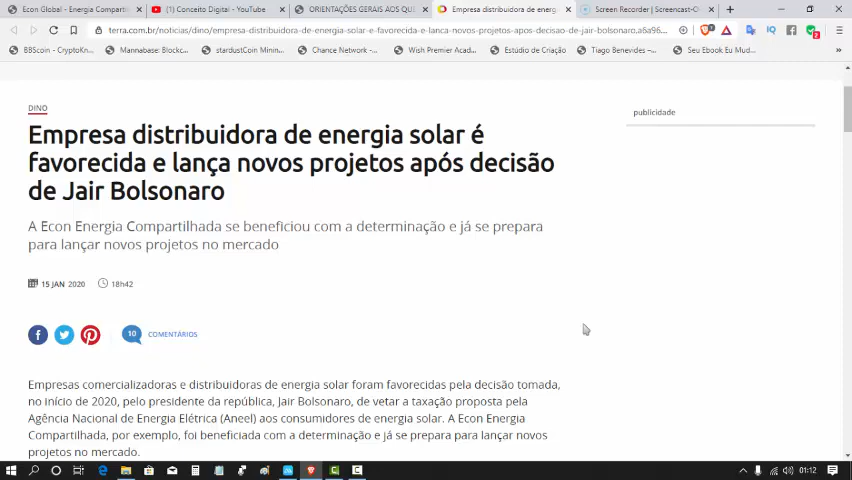 Econ Global - Energia Comparti
(1) Conceito Digital - YouTube
ORIENTAÇÕES GERAIS AOS QUE
Empresa distribuidora de energ
Screen Recorder | Screencast-O
terra.com.br/noticias/dino/empresa-distribuidora-de-energia-solar-e-favorecida-e-lanca-novos-projetos-apos-decisao-de-jair-bolsonaro.a6a96...
BBScoin - CryptoKn...
Mannabase: Blockc...
stardustCoin Minin...
Chance Network -...
Wish Premier Acad...
Estúdio de Criação
Tiago Benevides –...
Seu Ebook Eu Mud...
DINO
publicidade
Empresa distribuidora de energia solar é
favorecida e lança novos projetos após decisão
de Jair Bolsonaro
A Econ Energia Compartilhada se beneficiou com a determinação e já se prepara
para lançar novos projetos no mercado
15 JAN 2020 18h42
10 COMENTÁRIOS
Empresas comercializadoras e distribuidoras de energia solar foram favorecidas pela decisão tomada,
no início de 2020, pelo presidente da república, Jair Bolsonaro, de vetar a taxação proposta pela
Agência Nacional de Energia Elétrica (Aneel) aos consumidores de energia solar. A Econ Energia
Compartilhada, por exemplo, foi beneficiada com a determinação e já se prepara para lançar novos
projetos no mercado.
01:12